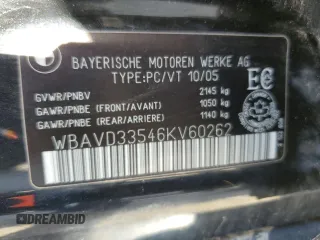 BAYERISCHE MOTOREN WERKE AG
TYPE:PC/VT 10/05
GVWR/PNBV 2145 kg
GAWR/PNBE (FRONT/AVANT) 1050 kg
GAWR/PNBE (REAR/ARRIERE) 1140 kg
WBAVD33546KV60262
DREAMBID